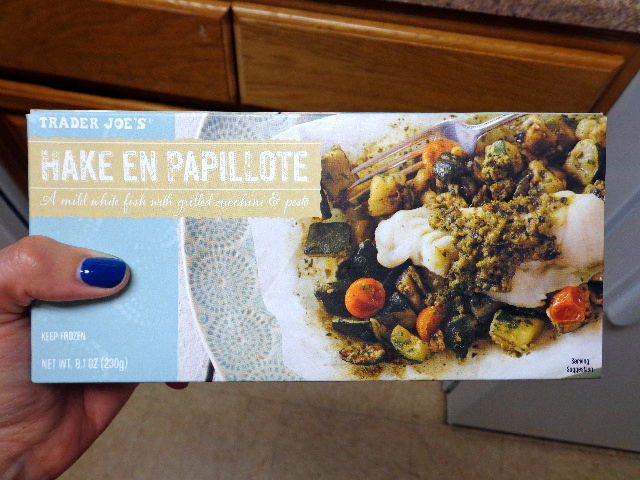 TRADER JOE'S®
HAKE EN PAPILLOTE
A mild white fish with grilled zucchini & pesto
KEEP FROZEN
NET WT. 8.1 OZ (230g)
Serving
Suggestion